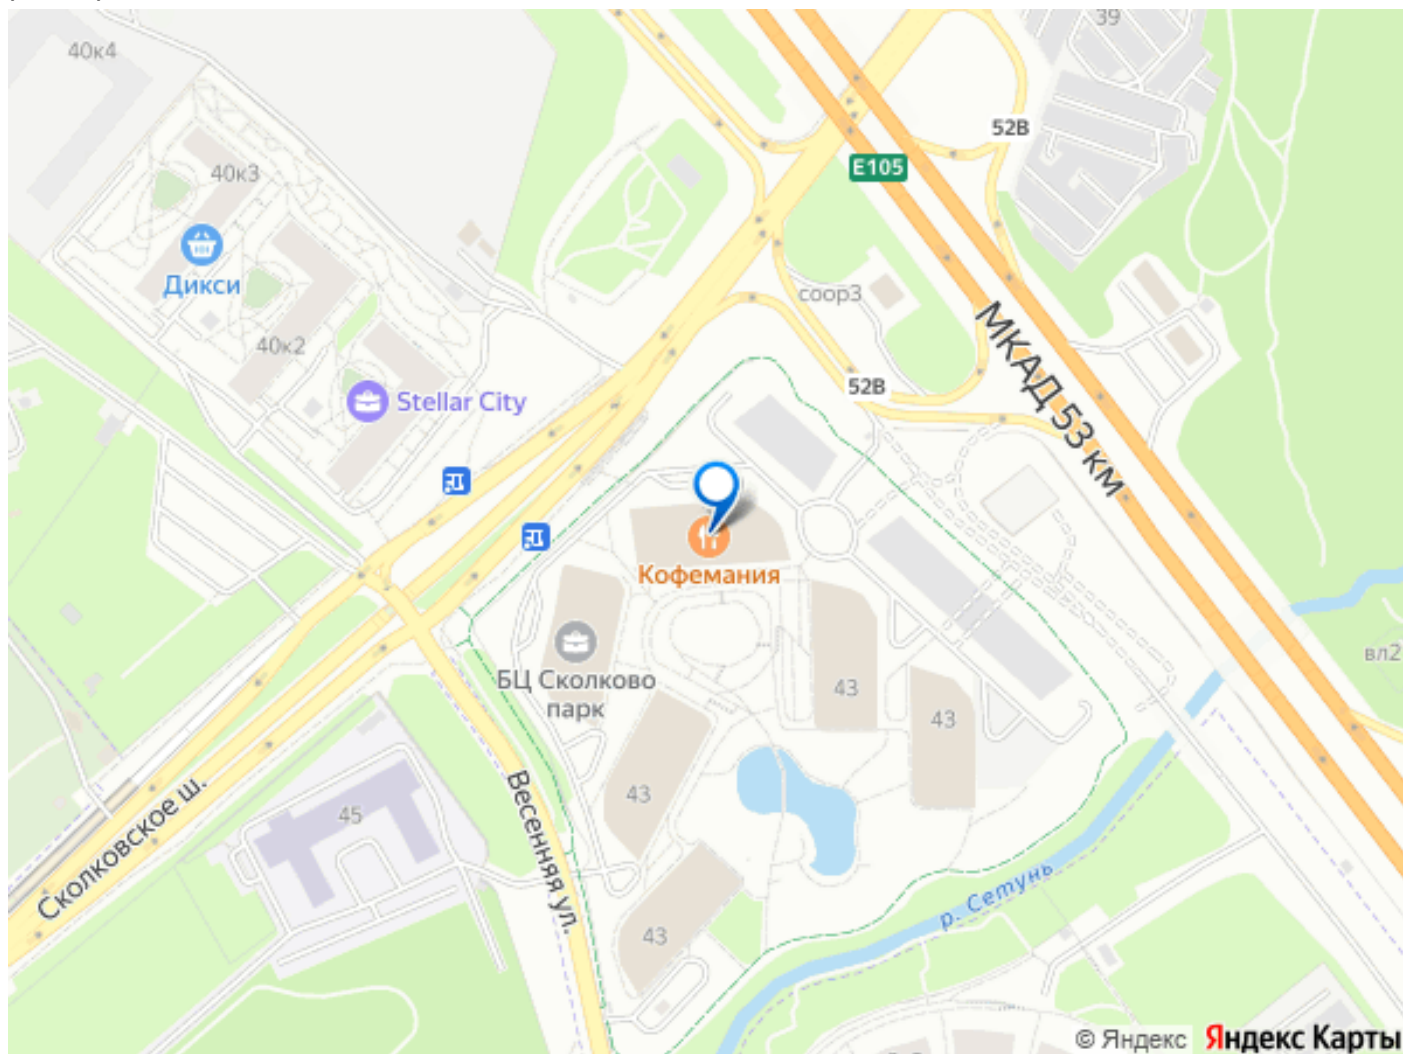 39
40к4
52В
E105
40к3
Дикси
соор3
МКАД 53 км
40к2
52В
Stellar City
Кофемания
вл2
БЦ Сколково
парк
43
43
43
45
Весенняя ул.
Сколковское ш.
р. Сетунь
43
© Яндекс
Яндекс Карты